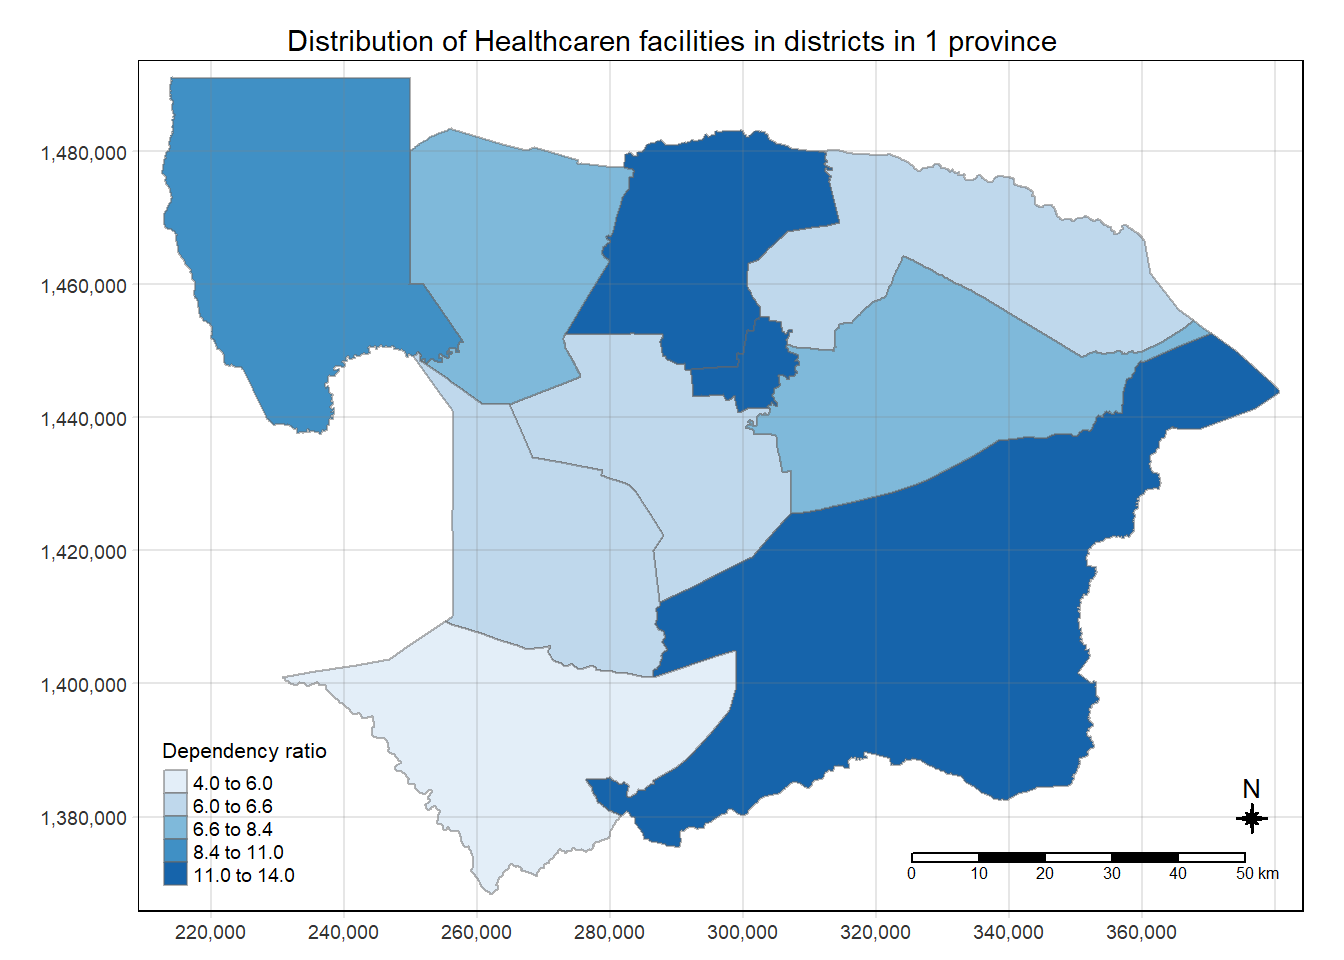 Distribution of Healthcaren facilities in districts in 1 province
1,480,000
1,460,000
1,440,000
1,420,000
1,400,000
1,380,000
Dependency ratio
4.0 to 6.0
6.0 to 6.6
6.6 to 8.4
8.4 to 11.0
11.0 to 14.0
N
0 10 20 30 40 50 km
220,000 240,000 260,000 280,000 300,000 320,000 340,000 360,000